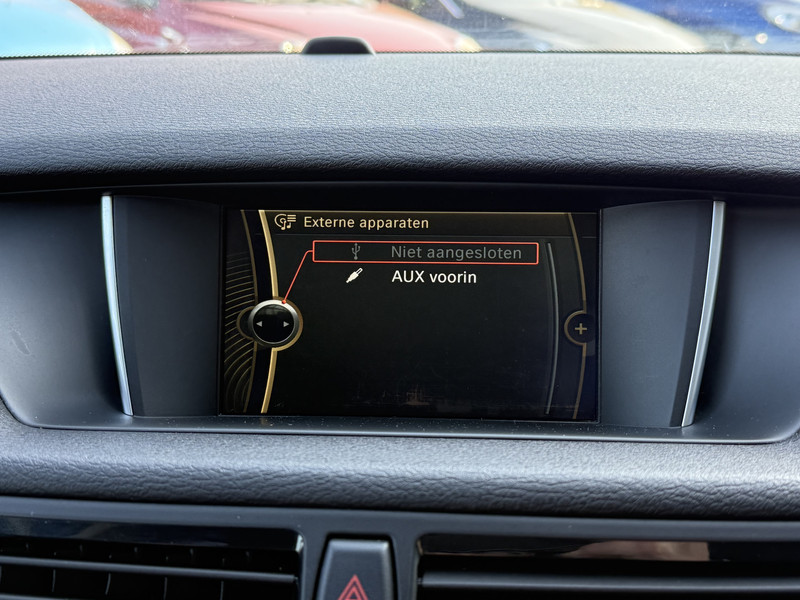 Externe apparaten
Niet aangesloten
AUX voorin